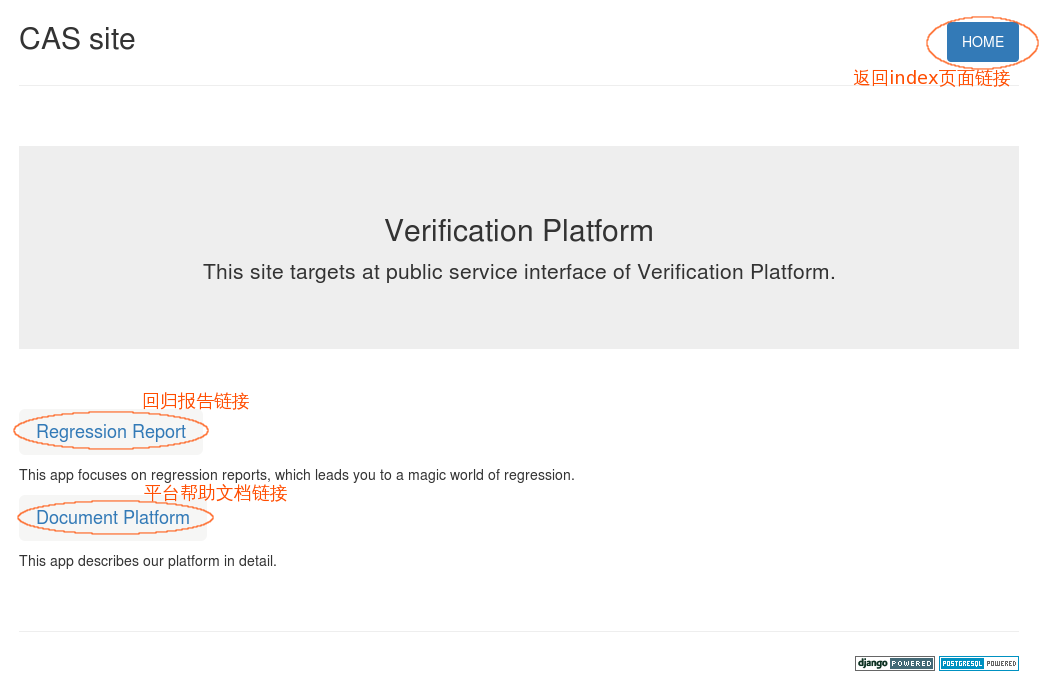 CAS site
HOME
返回index页面链接
Verification Platform
This site targets at public service interface of Verification Platform.
回归报告链接
Regression Report
This app focuses on regression reports, which leads you to a magic world of regression.
平台帮助文档链接
Document Platform
This app describes our platform in detail.
django POWERED POSTGRESQL POWERED